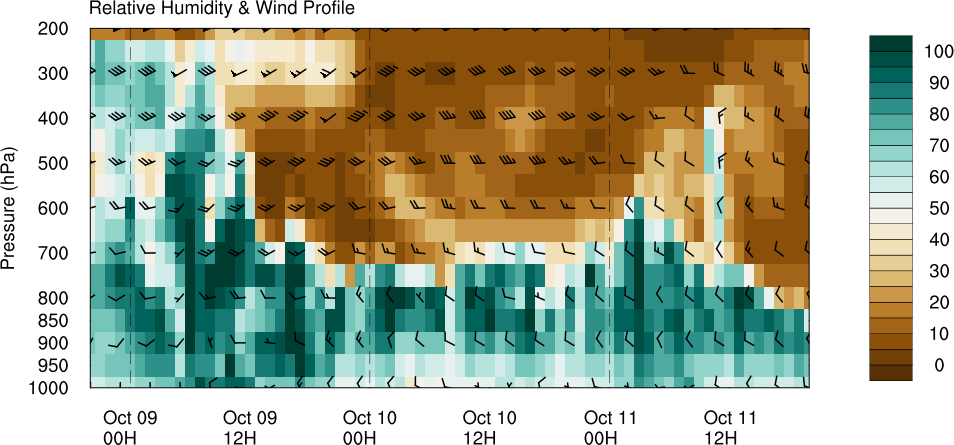 Relative Humidity & Wind Profile
200
300
400
500
600
700
800
850
900
950
1000
Pressure (hPa)
Oct 09
00H
Oct 09
12H
Oct 10
00H
Oct 10
12H
Oct 11
00H
Oct 11
12H
100
90
80
70
60
50
40
30
20
10
0